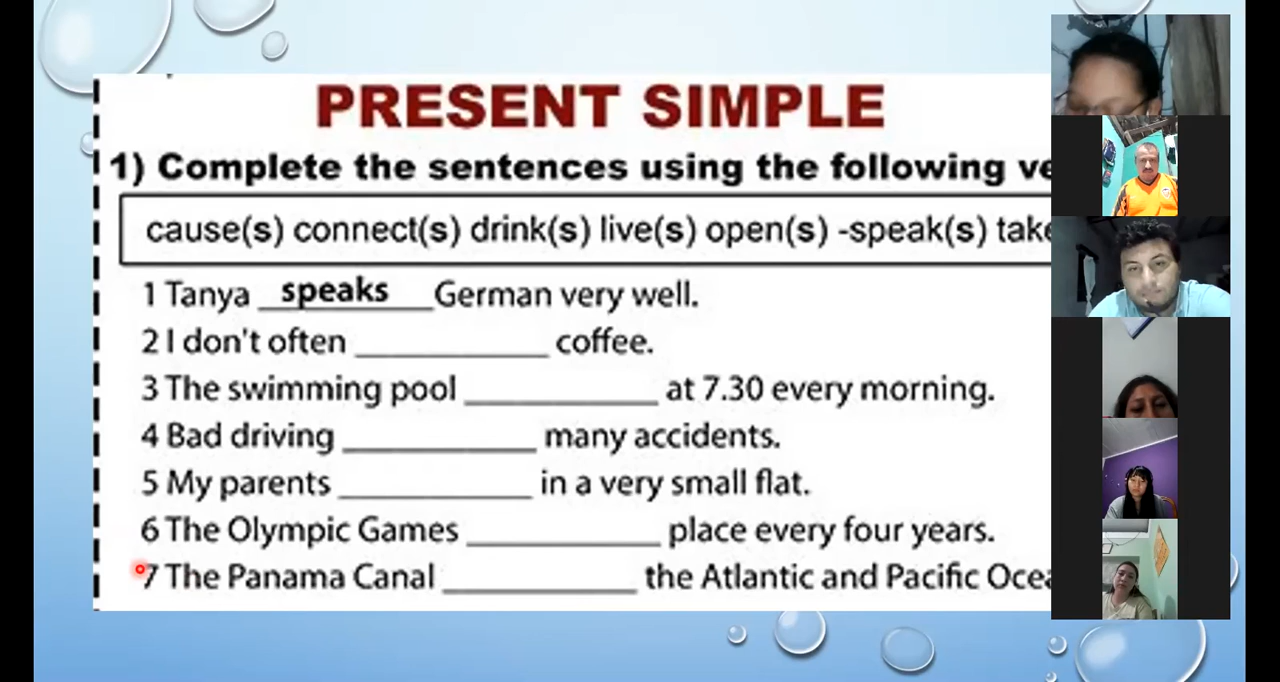 PRESENT SIMPLE
1) Complete the sentences using the following
cause(s) connect(s) drink(s) live(s) open(s) -speak(s)
1 Tanya speaks German very well.
2 I don't often ____________ coffee.
3 The swimming pool ____________ at 7.30 every morning.
4 Bad driving ____________ many accidents.
5 My parents ____________ in a very small flat.
6 The Olympic Games ____________ place every four years.
7 The Panama Canal ____________ the Atlantic and Pacific